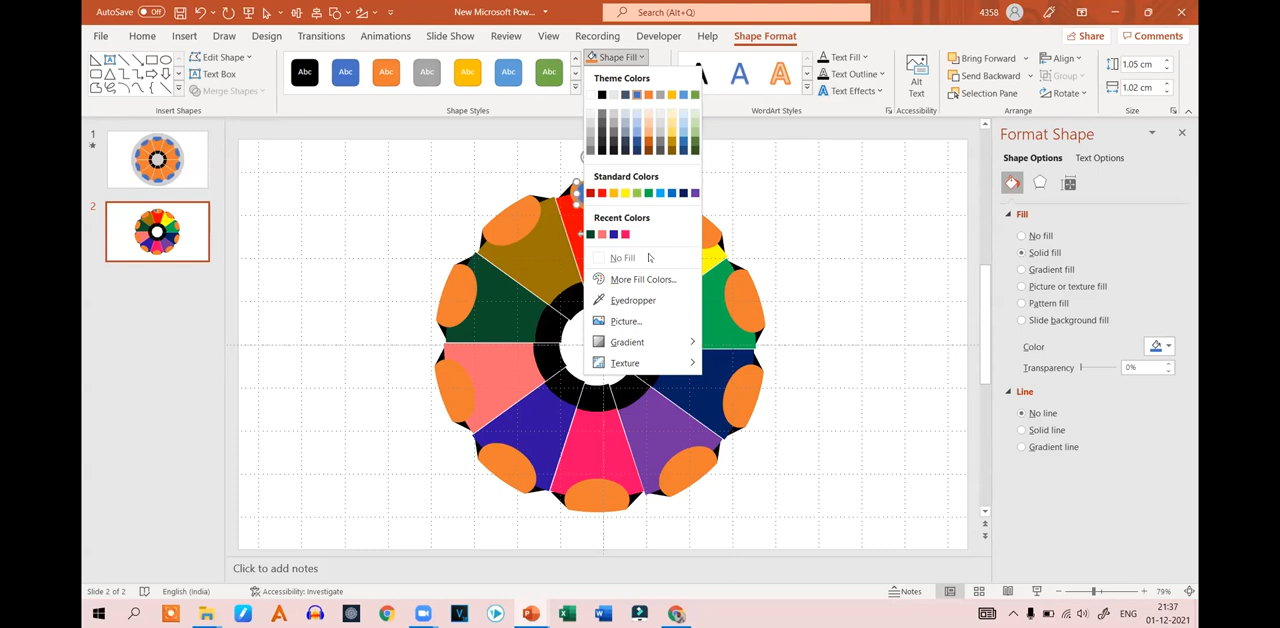 AutoSave Off New Microsoft Pow... Search (Alt+Q) 4358
File Home Insert Draw Design Transitions Animations Slide Show Review View Recording Developer Help Shape Format Share Comments
Edit Shape
Text Box
Merge Shapes
Insert Shapes
Abc Abc Abc Abc Abc Abc Abc
Shape Styles
Shape Fill
A A A
WordArt Styles
Text Fill
Text Outline
Text Effects
Alt Text
Accessibility
Bring Forward
Send Backward
Selection Pane
Align
Group
Rotate
Arrange
1.05 cm
1.02 cm
Size
Theme Colors
Standard Colors
Recent Colors
No Fill
More Fill Colors...
Eyedropper
Picture...
Gradient
Texture
1
2
Format Shape
Shape Options Text Options
Fill
No fill
Solid fill
Gradient fill
Picture or texture fill
Pattern fill
Slide background fill
Color
Transparency 0%
Line
No line
Solid line
Gradient line
Click to add notes
Slide 2 of 2 English (India) Accessibility: Investigate Notes 79%
ENG 21:37
01-12-2021